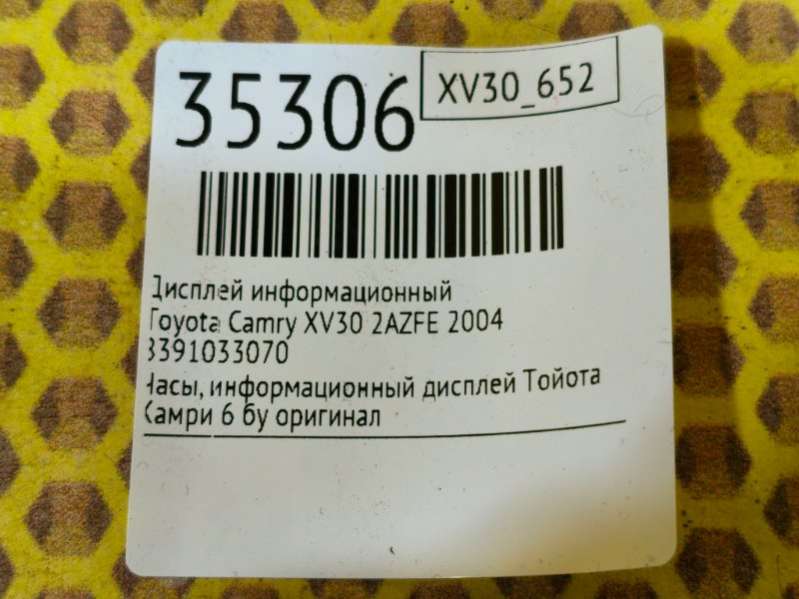 35306
XV30_652
Дисплей информационный
Toyota Camry XV30 2AZFE 2004
8391033070
Часы, информационный дисплей Тойота
Камри 6 бу оригинал